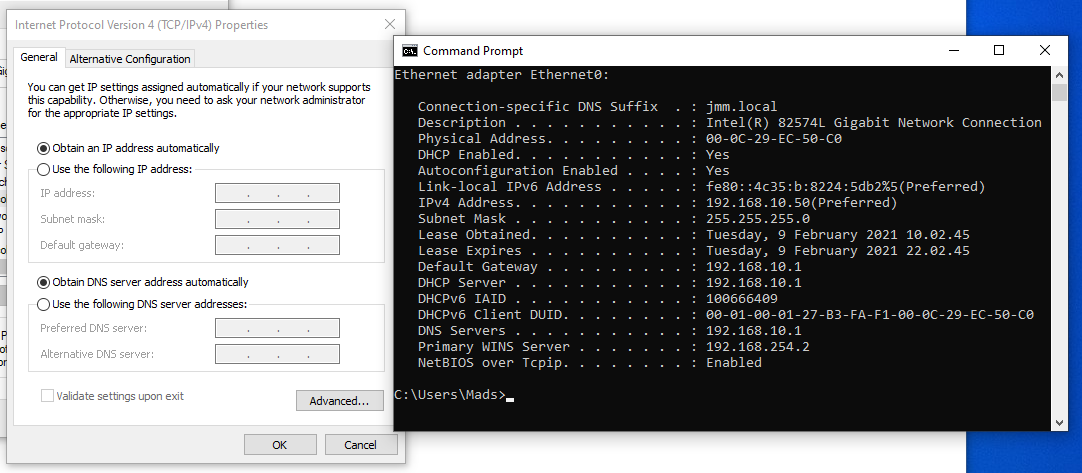 Internet Protocol Version 4 (TCP/IPv4) Properties
General
Alternative Configuration
You can get IP settings assigned automatically if your network supports
this capability. Otherwise, you need to ask your network administrator
for the appropriate IP settings.
Obtain an IP address automatically
Use the following IP address:
IP address:
Subnet mask:
Default gateway:
Obtain DNS server address automatically
Use the following DNS server addresses:
Preferred DNS server:
Alternative DNS server:
Validate settings upon exit
Advanced...
OK
Cancel
Command Prompt
Ethernet adapter Ethernet0:
Connection-specific DNS Suffix . : jmm.local
Description . . . . . . . . . . . : Intel(R) 82574L Gigabit Network Connection
Physical Address. . . . . . . . . : 00-0C-29-EC-50-C0
DHCP Enabled. . . . . . . . . . . : Yes
Autoconfiguration Enabled . . . . : Yes
Link-local IPv6 Address . . . . . : fe80::4c35:b:8224:5db2%5(Preferred)
IPv4 Address. . . . . . . . . . . : 192.168.10.50(Preferred)
Subnet Mask . . . . . . . . . . . : 255.255.255.0
Lease Obtained. . . . . . . . . . : Tuesday, 9 February 2021 10.02.45
Lease Expires . . . . . . . . . . : Tuesday, 9 February 2021 22.02.45
Default Gateway . . . . . . . . . : 192.168.10.1
DHCP Server . . . . . . . . . . . : 192.168.10.1
DHCPv6 IAID . . . . . . . . . . . : 100666409
DHCPv6 Client DUID. . . . . . . . : 00-01-00-01-27-B3-FA-F1-00-0C-29-EC-50-C0
DNS Servers . . . . . . . . . . . : 192.168.10.1
Primary WINS Server . . . . . . . : 192.168.254.2
NetBIOS over Tcpip. . . . . . . . : Enabled
C:\Users\Mads>